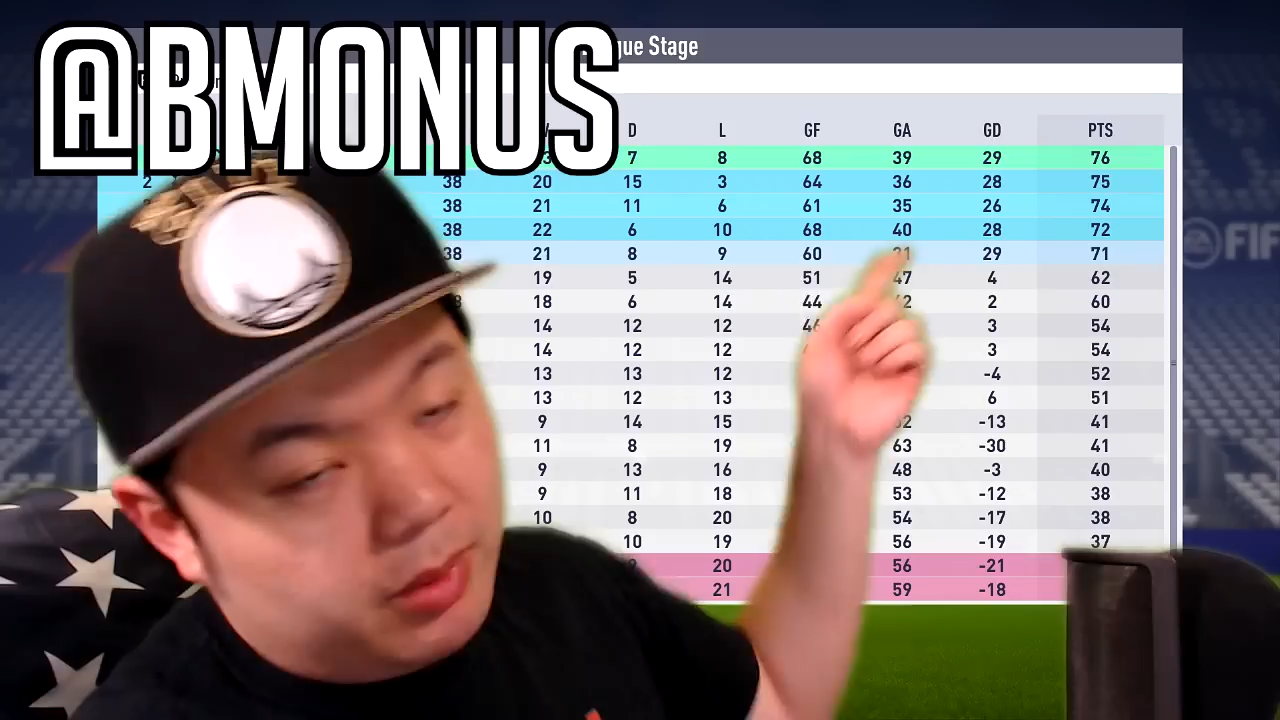 @BMONUS
gue Stage
D L GF GA GD PTS
7 8 68 39 29 76
2 38 20 15 3 64 36 28 75
38 21 11 6 61 35 26 74
38 22 6 10 68 40 28 72
38 21 8 9 60 29 71
19 5 14 51 47 4 62
18 6 14 44 2 60
14 12 12 3 54
14 12 12 3 54
13 13 12 -4 52
13 12 13 6 51
9 14 15 -13 41
11 8 19 63 -30 41
9 13 16 48 -3 40
9 11 18 53 -12 38
10 8 20 54 -17 38
10 19 56 -19 37
20 56 -21
21 59 -18
EA FIF